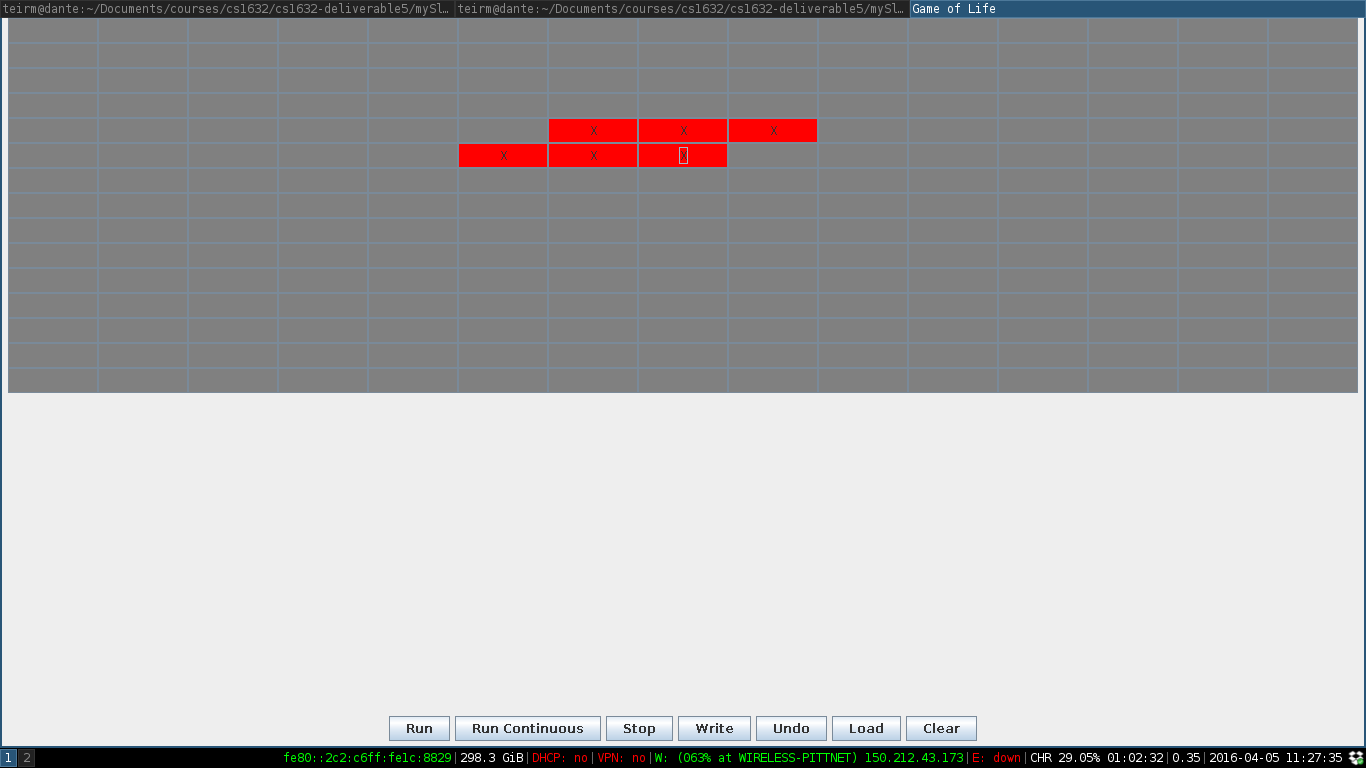 teirm@dante:~/Documents/courses/cs1632/cs1632-deliverable5/mySl… teirm@dante:~/Documents/courses/cs1632/cs1632-deliverable5/mySl… Game of Life
X X X
X X X
Run Run Continuous Stop Write Undo Load Clear
1 2 fe80::2c2:c6ff:fe1c:8829|298.3 GiB|DHCP: no|VPN: no|W: (063% at WIRELESS-PITTNET) 150.212.43.173|E: down|CHR 29.05% 01:02:32|0.35|2016-04-05 11:27:35